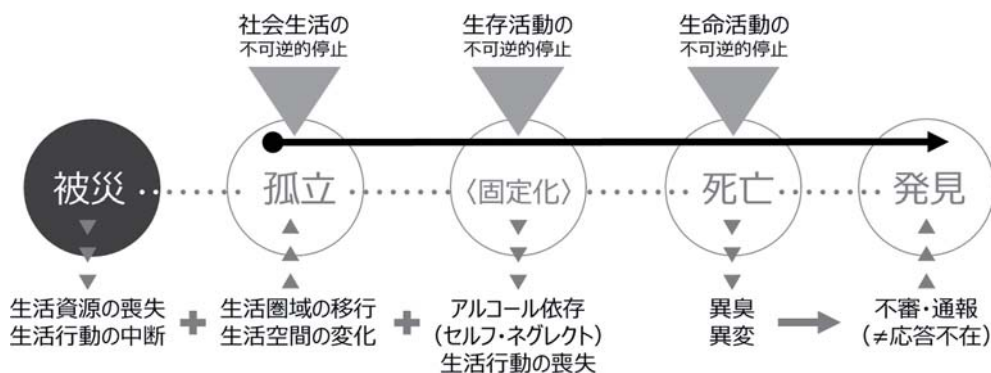 社会生活の
不可逆的停止
生存活動の
不可逆的停止
生命活動の
不可逆的停止
被災
孤立
〈固定化〉
死亡
発見
生活資源の喪失
生活行動の中断
生活圏域の移行
生活空間の変化
アルコール依存
(セルフ・ネグレクト)
生活行動の喪失
異臭
異変
不審・通報
(≠応答不在)